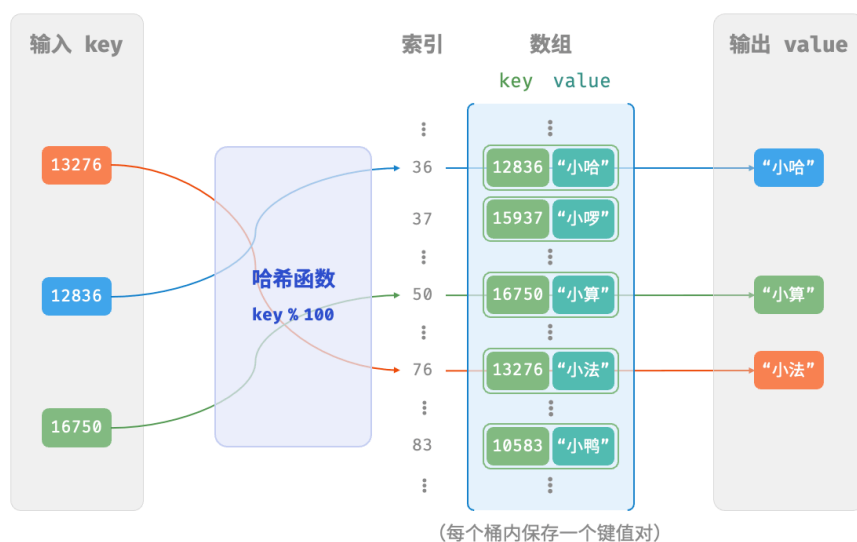 输入 key
索引
数组
输出 value
key value
13276
12836
16750
哈希函数
key % 100
36
12836 “小哈”
“小哈”
37
15937 “小啰”
50
16750 “小算”
“小算”
76
13276 “小法”
“小法”
83
10583 “小鸭”
（每个桶内保存一个键值对）